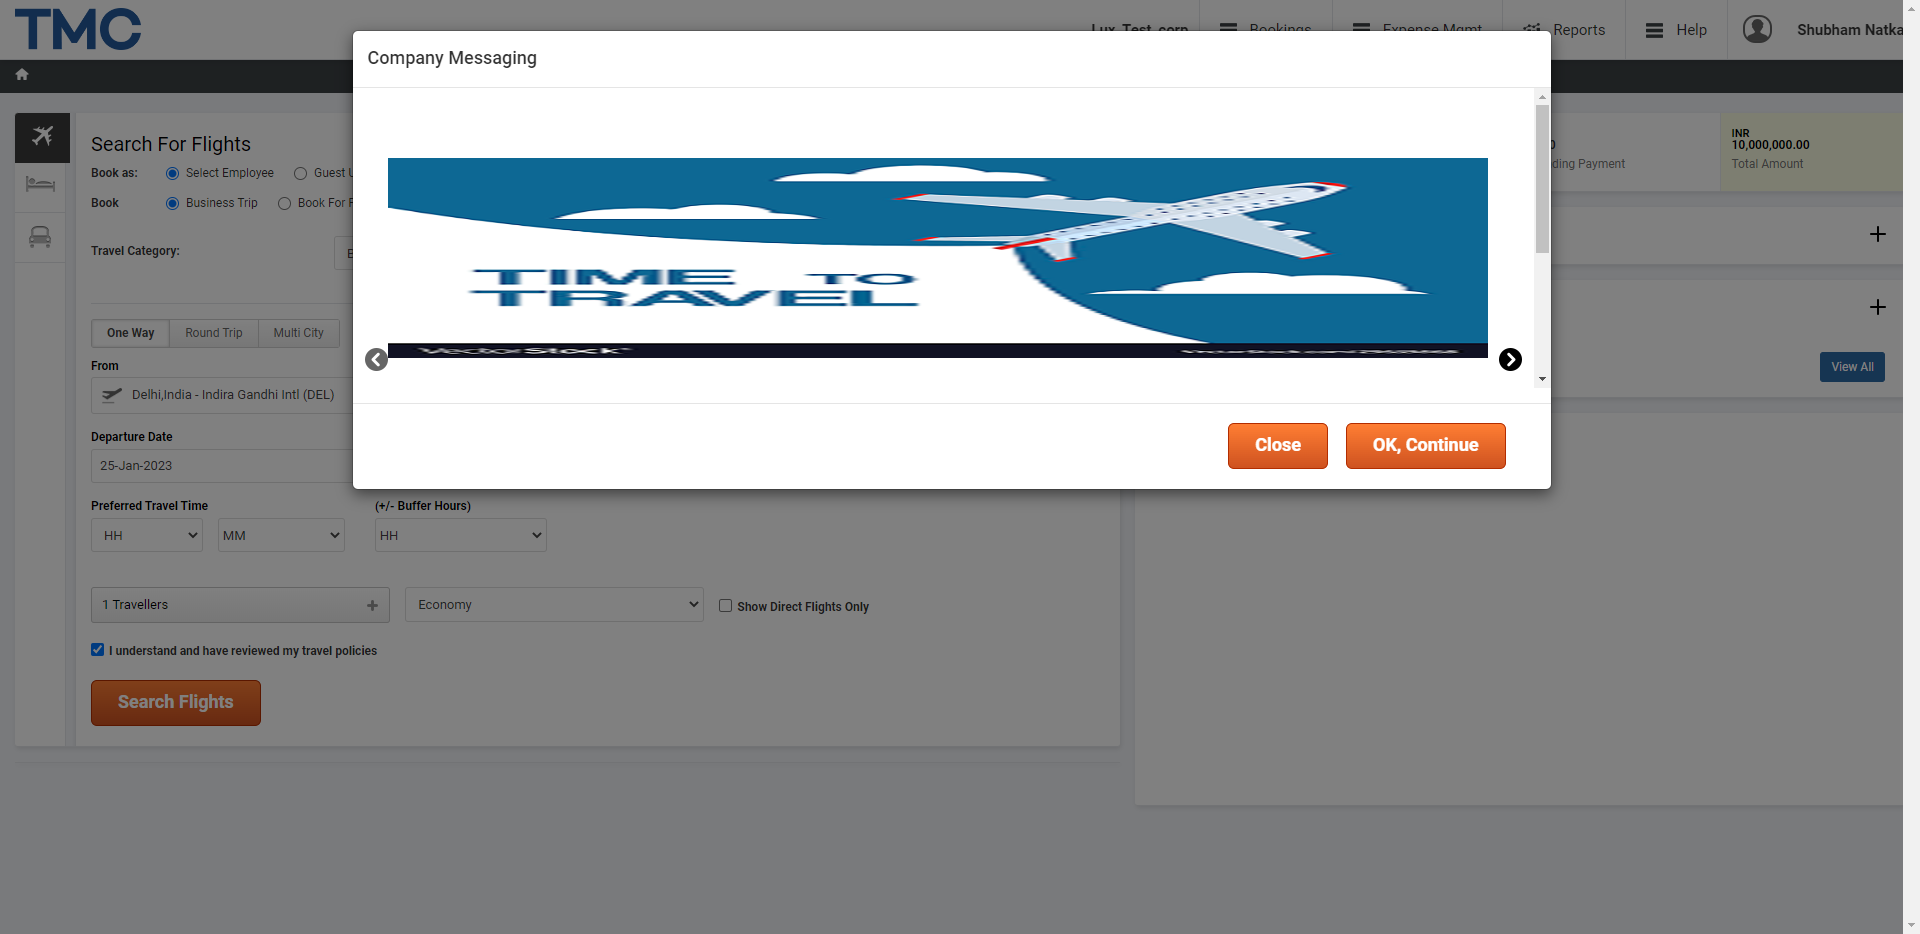 TMC
Lux_Test_corp
Bookings
Expense Mgmt
Reports
Help
Shubham Natka
Company Messaging
TIME TO
TRAVEL
VectorStock
Close
OK, Continue
Search For Flights
Book as:
Select Employee
Guest U
Book
Business Trip
Book For
Travel Category:
One Way
Round Trip
Multi City
From
Delhi,India - Indira Gandhi Intl (DEL)
Departure Date
25-Jan-2023
Preferred Travel Time
(+/- Buffer Hours)
HH
MM
HH
1 Travellers
Economy
Show Direct Flights Only
I understand and have reviewed my travel policies
Search Flights
ding Payment
INR
10,000,000.00
Total Amount
View All